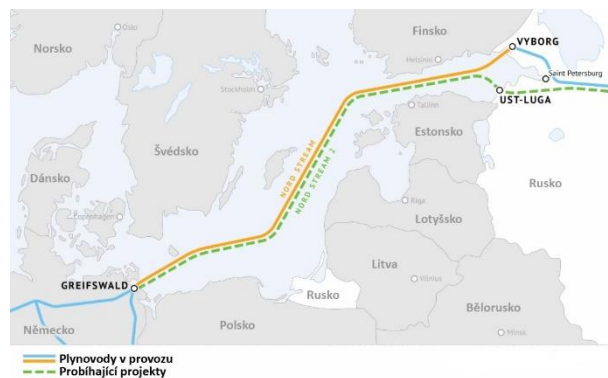 Oslo
Norsko
Finsko
VYBORG
Helsinki
Saint Petersburg
Stockholm
UST-LUGA
Tallinn
Estonsko
Švédsko
NORD STREAM
NORD STREAM 2
Rusko
Dánsko
Riga
Lotyšsko
Copenhagen
Litva
Vilnius
GREIFSWALD
Rusko
Bělorusko
Německo
Polsko
Minsk
Plynovody v provozu
Probíhající projekty